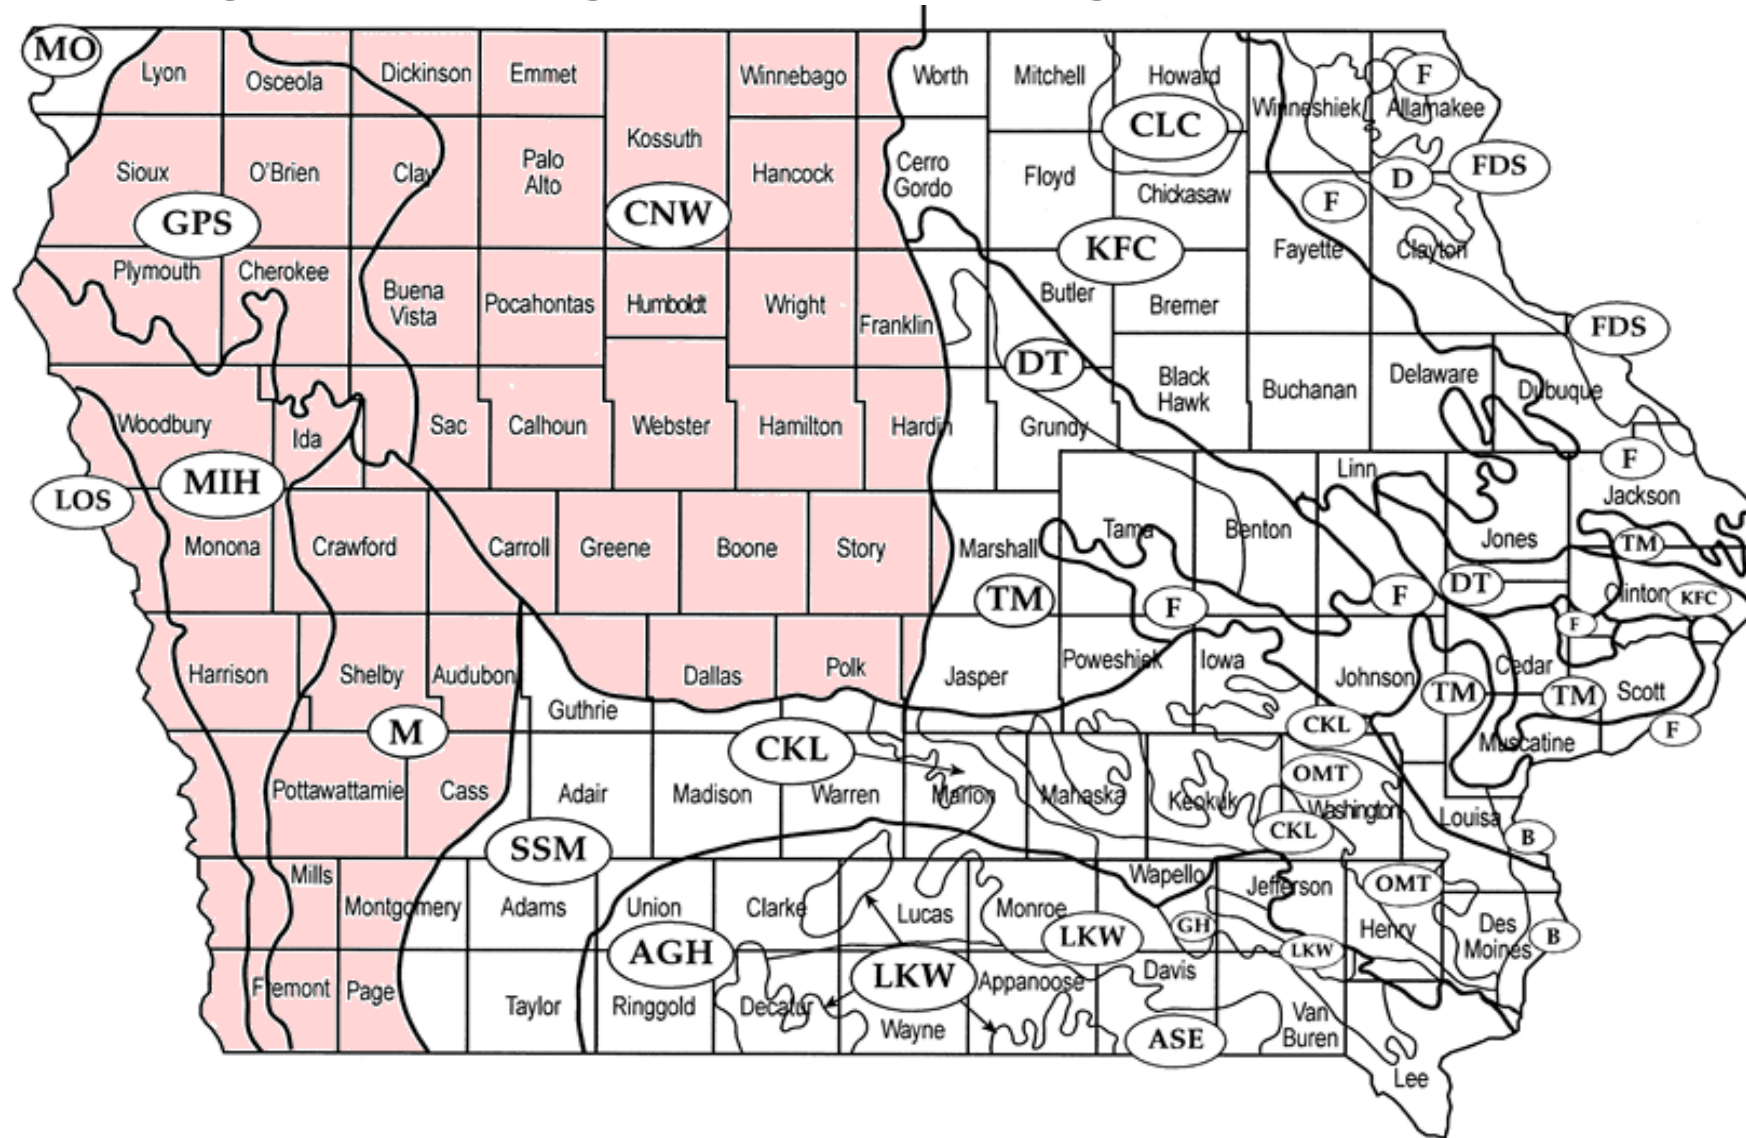 MO
Lyon
Osceola
Dickinson
Emmet
Winnebago
Worth
Mitchell
Howard
Winneshiek
F
Allamakee
Kossuth
CLC
Sioux
O'Brien
Clay
Palo
Alto
Hancock
Cerro
Gordo
Floyd
Chickasaw
F
D
FDS
GPS
CNW
KFC
Fayette
Clayton
Plymouth
Cherokee
Buena
Vista
Pocahontas
Humboldt
Wright
Franklin
Butler
Bremer
FDS
DT
Black
Hawk
Buchanan
Delaware
Dubuque
Woodbury
Ida
Sac
Calhoun
Webster
Hamilton
Hardin
Grundy
Linn
F
LOS
MIH
Jackson
Monona
Crawford
Carroll
Greene
Boone
Story
Marshall
Tama
Benton
Jones
TM
TM
F
F
DT
Clinton
KFC
F
Harrison
Shelby
Audubon
Guthrie
Dallas
Polk
Jasper
Poweshiek
Iowa
Johnson
Cedar
TM
TM
Scott
M
CKL
CKL
F
Muscatine
Pottawattamie
Cass
Adair
Madison
Warren
Marion
Mahaska
Keokuk
OMT
Washington
CKL
Louisa
B
SSM
Mills
Montgomery
Adams
Union
Clarke
Lucas
Monroe
Wapello
Jefferson
OMT
GH
Henry
Des
Moines
B
AGH
LKW
LKW
LKW
Fremont
Page
Taylor
Ringgold
Decatur
Wayne
Appanoose
Davis
ASE
Van
Buren
Lee